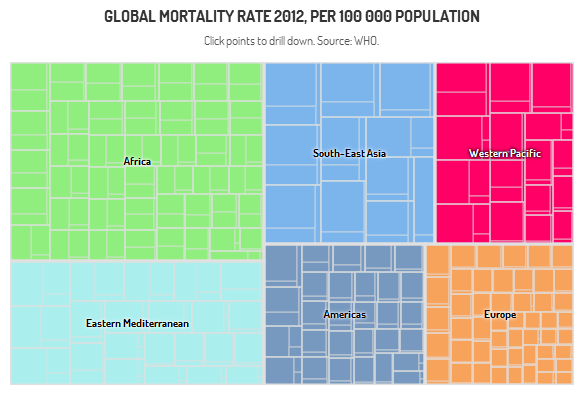 GLOBAL MORTALITY RATE 2012, PER 100 000 POPULATION
Click points to drill down. Source: WHO.
Africa
South-East Asia
Western Pacific
Eastern Mediterranean
Americas
Europe